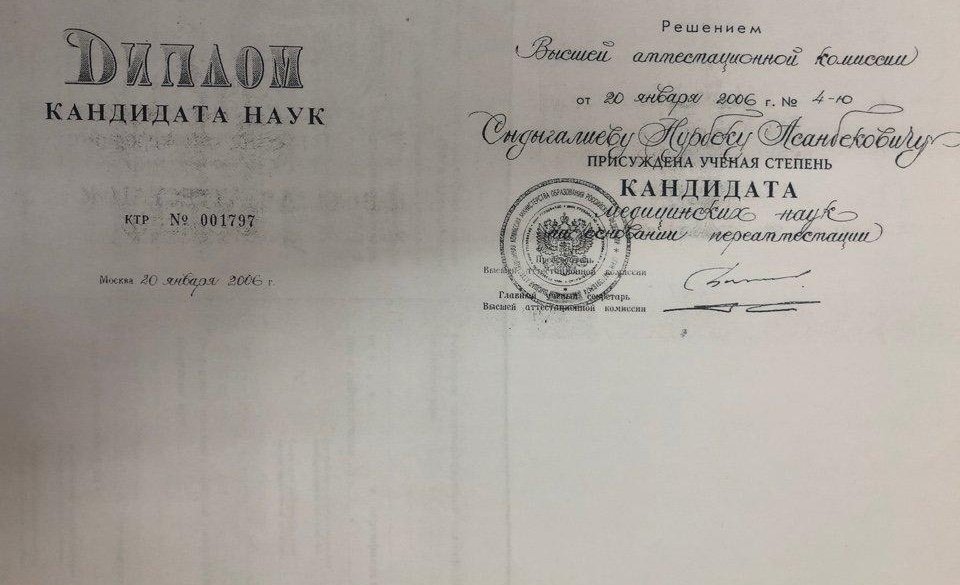 ДИПЛОМ
КАНДИДАТА НАУК
КТР № 001797
Москва 20 января 2006 г.
Решением
Высшей аттестационной комиссии
от 20 января 2006 г. № 4-ю
Сыдыгалиеву Нурбеку Асанбековичу
ПРИСУЖДЕНА УЧЕНАЯ СТЕПЕНЬ
КАНДИДАТА
медицинских наук
на основании переаттестации
Председатель
Высшей аттестационной комиссии
Главный ученый секретарь
Высшей аттестационной комиссии